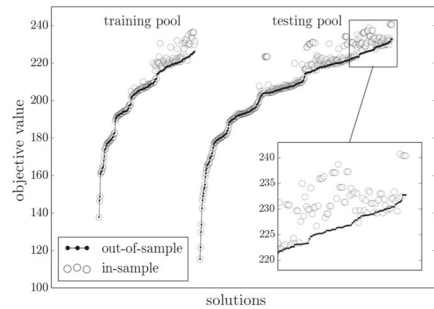 training pool
testing pool
240
220
200
180
160
140
120
100
objective value
240
235
230
225
220
out-of-sample
in-sample
solutions